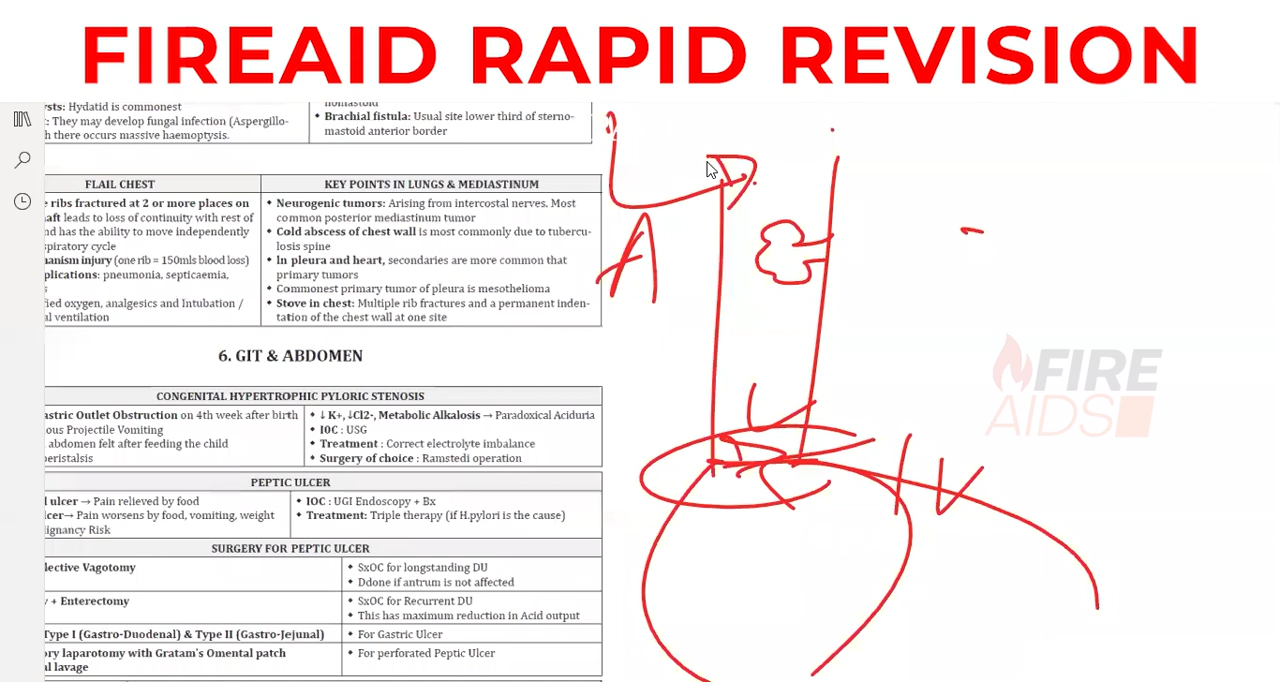 FIREAID RAPID REVISION
ysts: Hydatid is commonest
: They may develop fungal infection (Aspergillo-
h there occurs massive haemoptysis.
nomastoid
◆ Brachial fistula: Usual site lower third of sterno-
mastoid anterior border
FLAIL CHEST
e ribs fractured at 2 or more places on
aft leads to loss of continuity with rest of
nd has the ability to move independently
spiratory cycle
hanism injury (one rib = 150mls blood loss)
plications: pneumonia, septicaemia,
s
fied oxygen, analgesics and Intubation /
al ventilation
KEY POINTS IN LUNGS & MEDIASTINUM
◆ Neurogenic tumors: Arising from intercostal nerves. Most
common posterior mediastinum tumor
◆ Cold abscess of chest wall is most commonly due to tubercu-
losis spine
◆ In pleura and heart, secondaries are more common that
primary tumors
◆ Commonest primary tumor of pleura is mesothelioma
◆ Stove in chest: Multiple rib fractures and a permanent inden-
tation of the chest wall at one site
6. GIT & ABDOMEN
CONGENITAL HYPERTROPHIC PYLORIC STENOSIS
astric Outlet Obstruction on 4th week after birth
ious Projectile Vomiting
abdomen felt after feeding the child
peristalsis
◆ ↓ K+, ↓Cl2-, Metabolic Alkalosis → Paradoxical Aciduria
◆ IOC : USG
◆ Treatment : Correct electrolyte imbalance
◆ Surgery of choice : Ramstedi operation
PEPTIC ULCER
l ulcer → Pain relieved by food
lcer→ Pain worsens by food, vomiting, weight
lignancy Risk
◆ IOC : UGI Endoscopy + Bx
◆ Treatment: Triple therapy (if H.pylori is the cause)
SURGERY FOR PEPTIC ULCER
lective Vagotomy
◆ SxOC for longstanding DU
◆ Ddone if antrum is not affected
y + Enterectomy
◆ SxOC for Recurrent DU
◆ This has maximum reduction in Acid output
Type I (Gastro-Duodenal) & Type II (Gastro-Jejunal)
◆ For Gastric Ulcer
ory laparotomy with Gratam's Omental patch
al lavage
◆ For perforated Peptic Ulcer
A
FIRE
AIDS